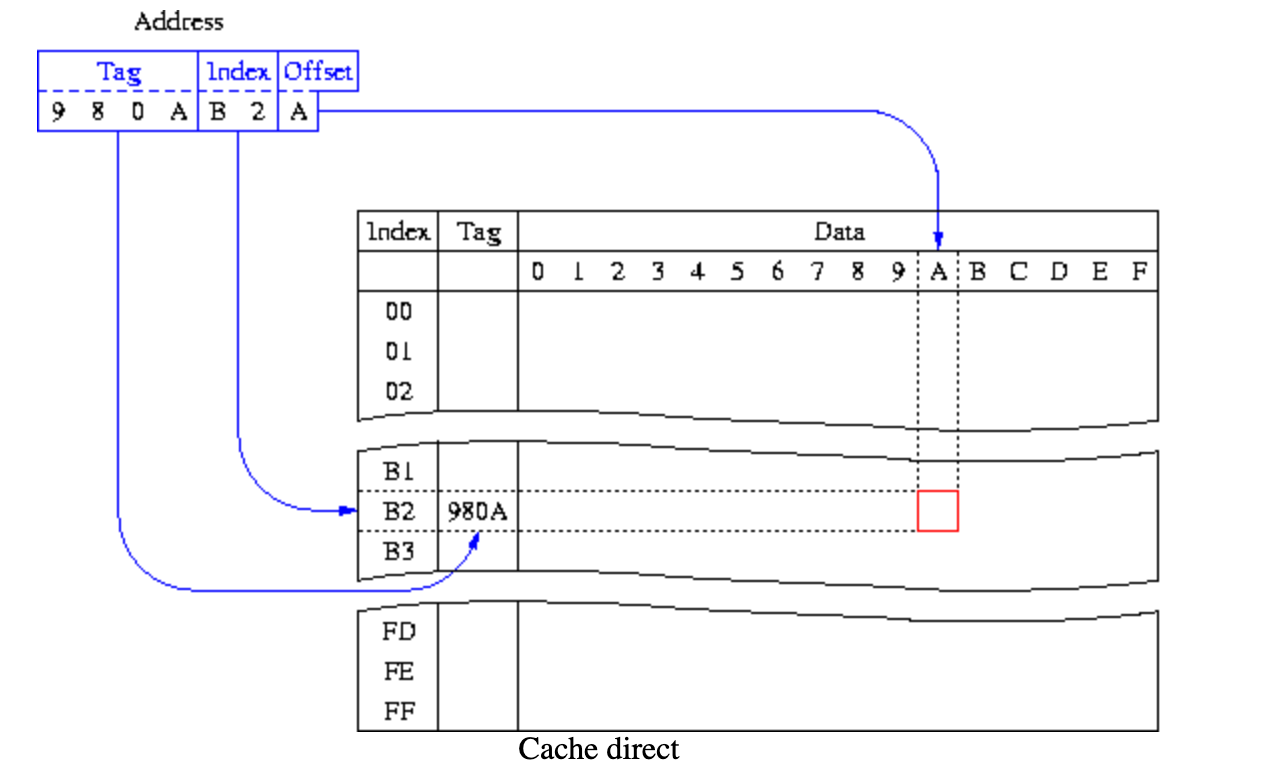 Address
Tag Index Offset
9 8 0 A B 2 A
Index Tag Data
0 1 2 3 4 5 6 7 8 9 A B C D E F
00
01
02
B1
B2 980A
B3
FD
FE
FF
Cache direct